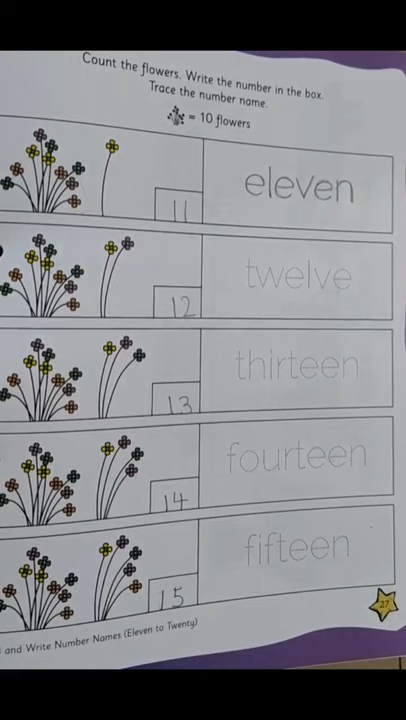 Count the flowers. Write the number in the box.
Trace the number name.
= 10 flowers
11 eleven
12 twelve
13 thirteen
14 fourteen
15 fifteen
27
and Write Number Names (Eleven to Twenty)